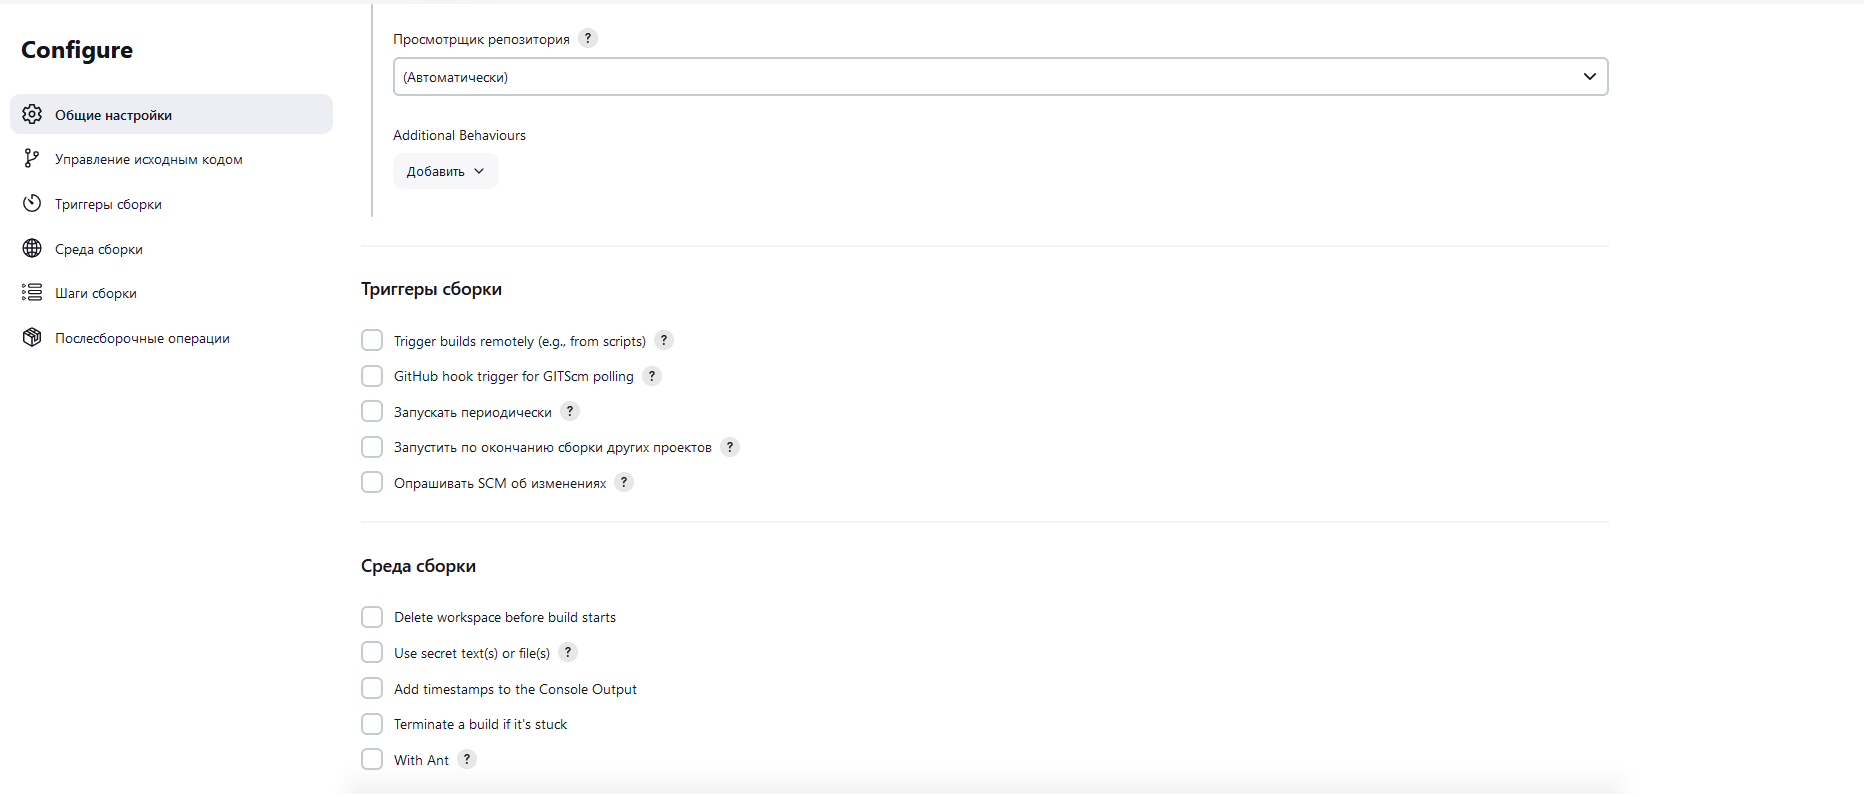 Configure
Общие настройки
Управление исходным кодом
Триггеры сборки
Среда сборки
Шаги сборки
Послесборочные операции
Просмотрщик репозитория ?
(Автоматически)
Additional Behaviours
Добавить
Триггеры сборки
Trigger builds remotely (e.g., from scripts) ?
GitHub hook trigger for GITScm polling ?
Запускать периодически ?
Запустить по окончанию сборки других проектов ?
Опрашивать SCM об изменениях ?
Среда сборки
Delete workspace before build starts
Use secret text(s) or file(s) ?
Add timestamps to the Console Output
Terminate a build if it's stuck
With Ant ?